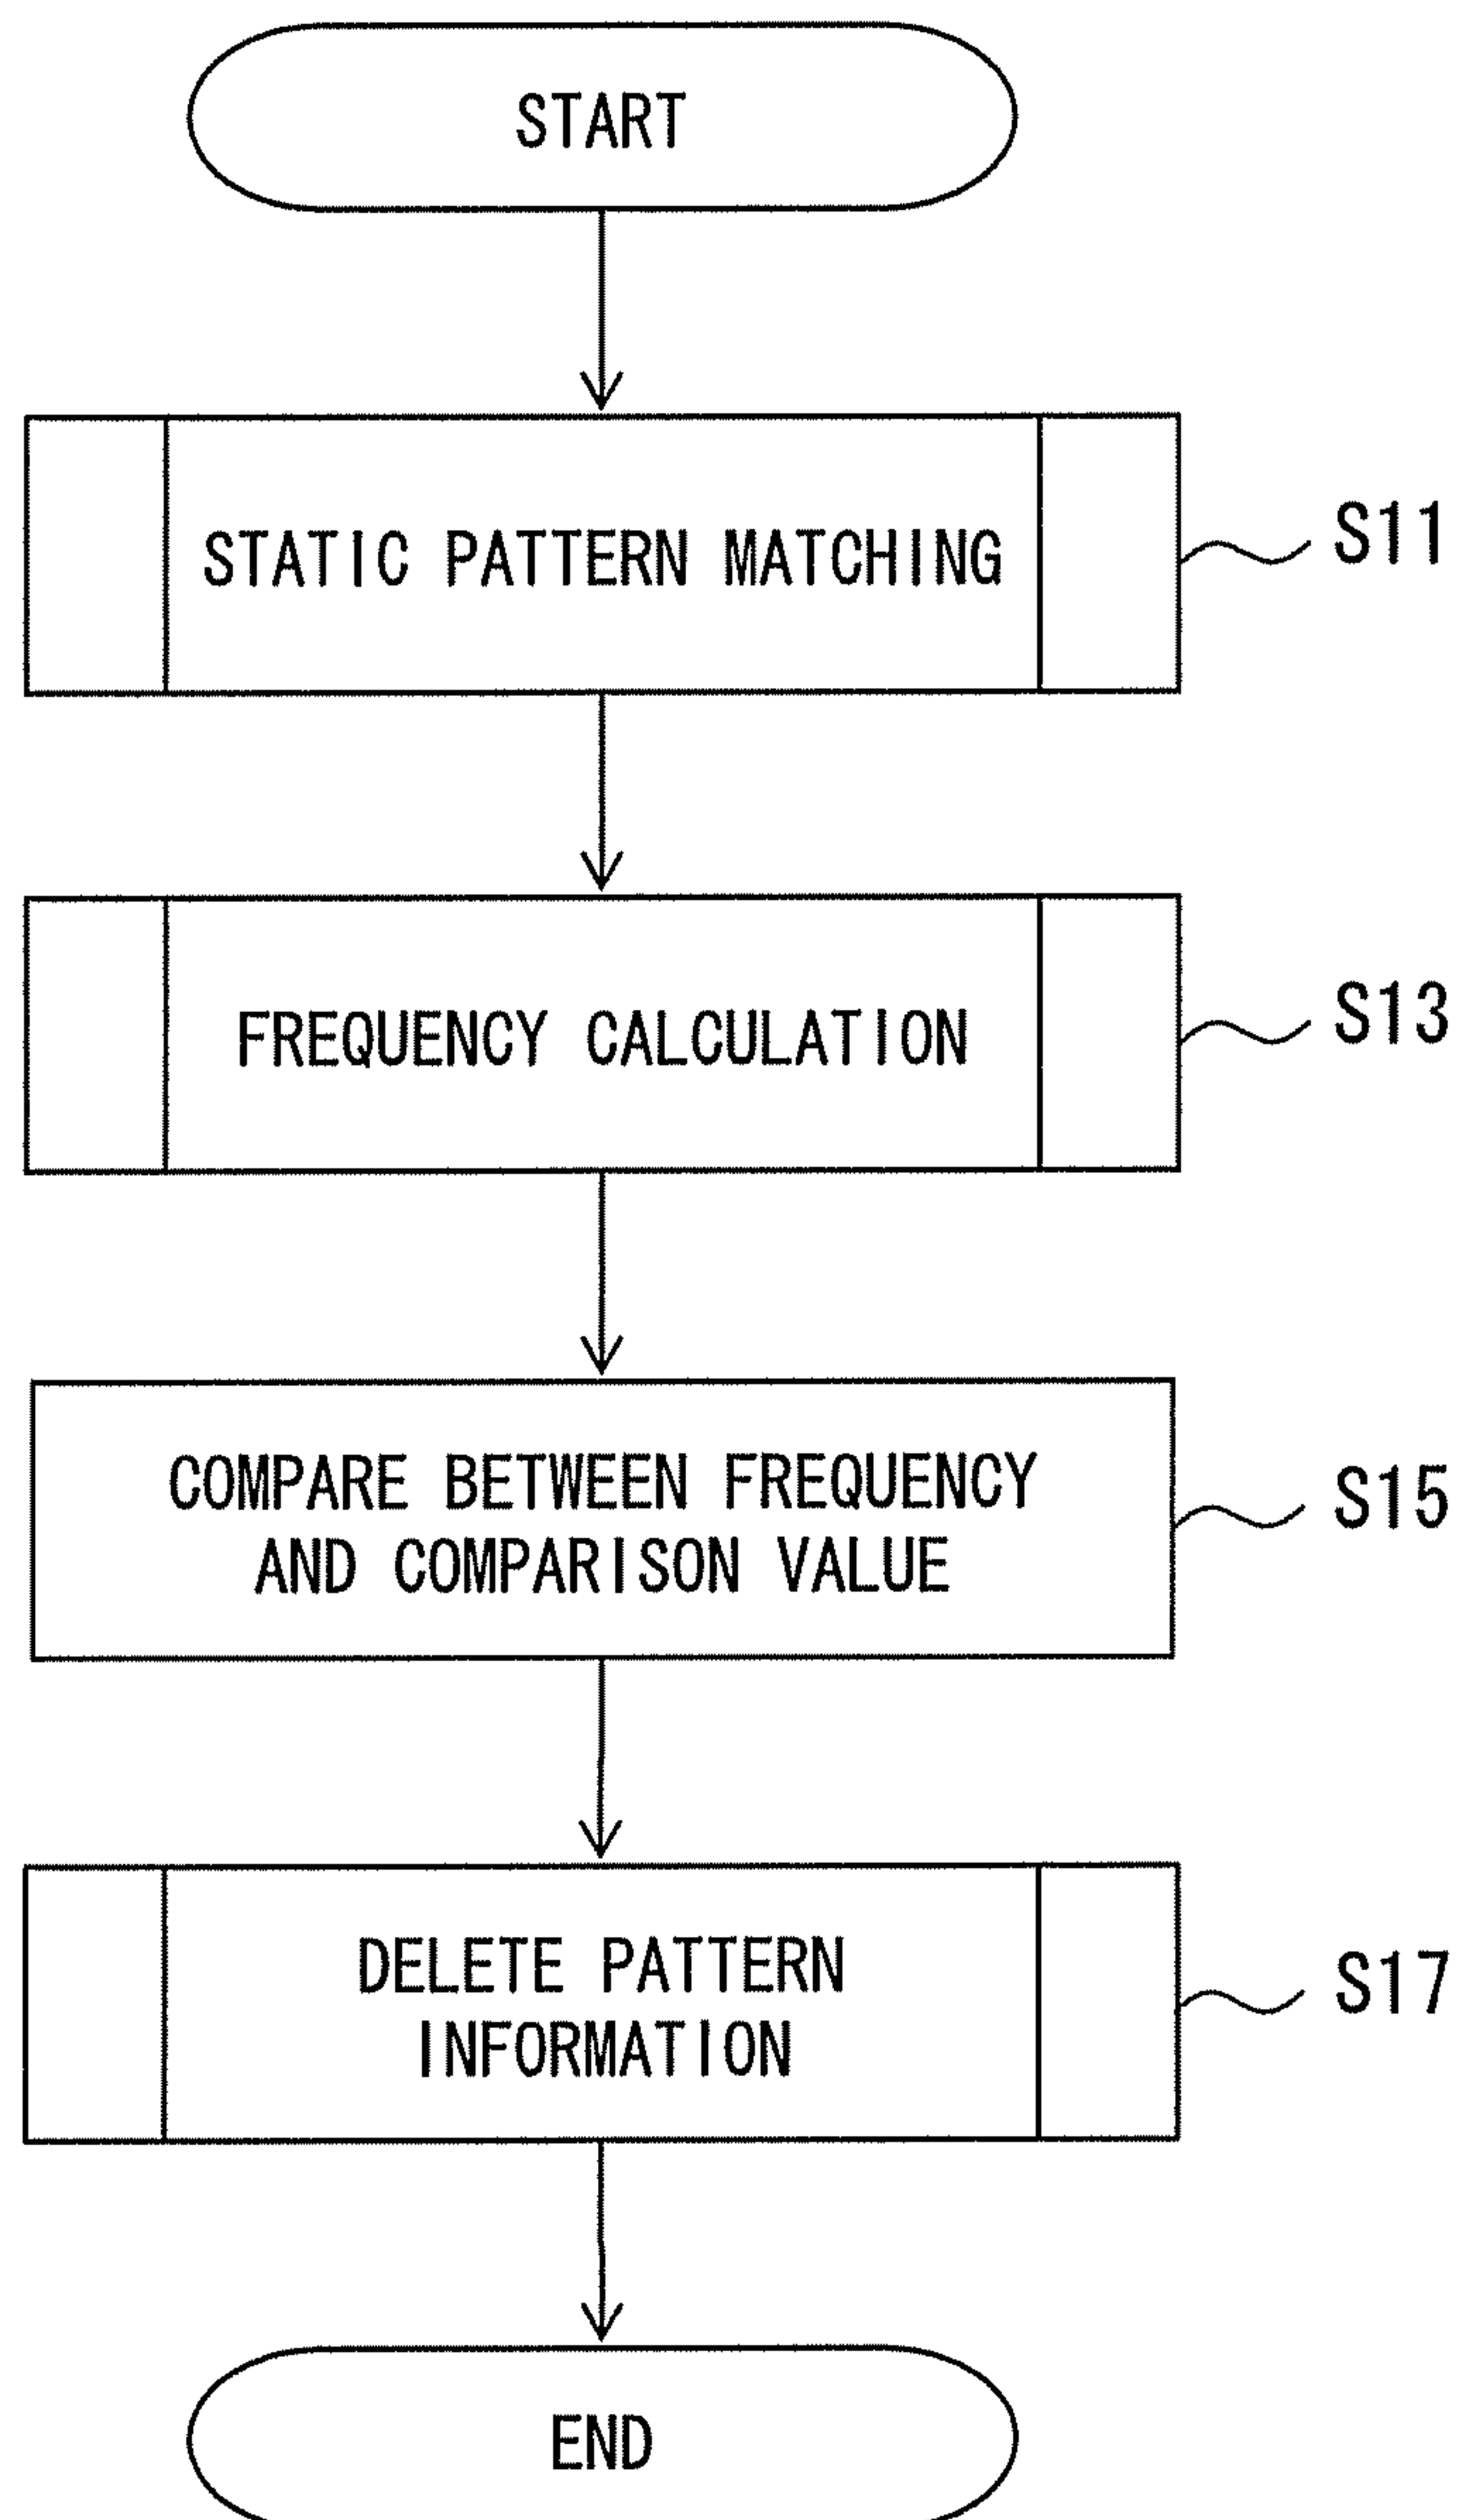 START
STATIC PATTERN MATCHING
S11
FREQUENCY CALCULATION
S13
COMPARE BETWEEN FREQUENCY
AND COMPARISON VALUE
S15
DELETE PATTERN
INFORMATION
S17
END